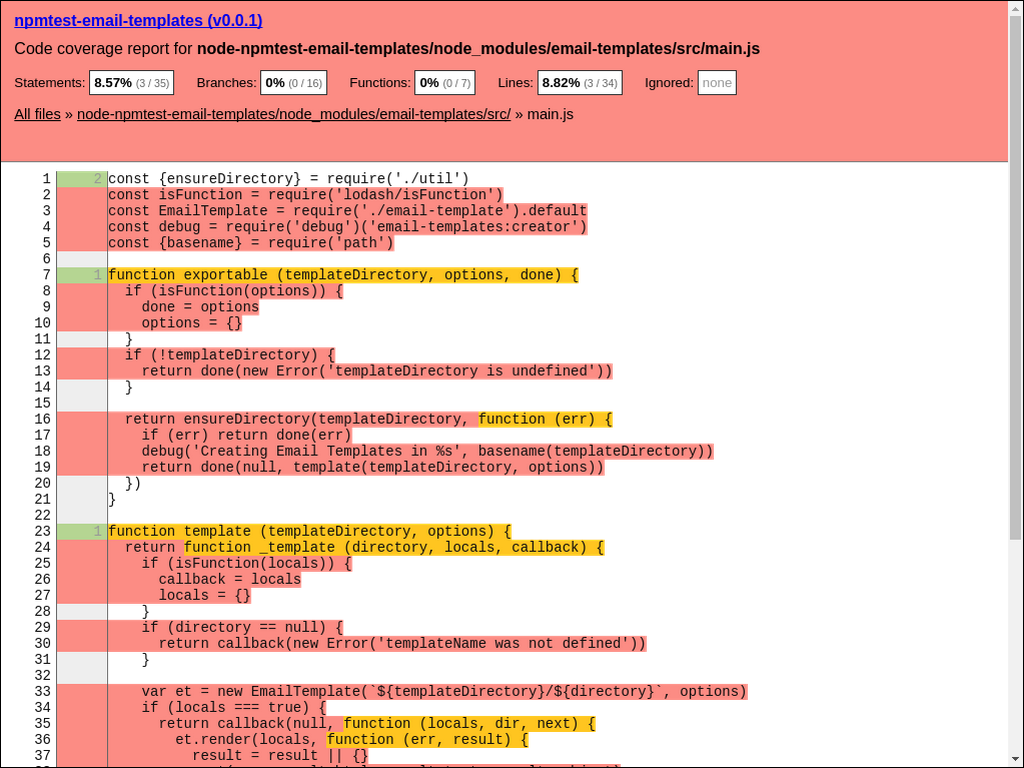 npmtest-email-templates (v0.0.1)
Code coverage report for node-npmtest-email-templates/node_modules/email-templates/src/main.js
Statements: 8.57% (3 / 35) Branches: 0% (0 / 16) Functions: 0% (0 / 7) Lines: 8.82% (3 / 34) Ignored: none
All files » node-npmtest-email-templates/node_modules/email-templates/src/ » main.js
1 2 const {ensureDirectory} = require('./util')
2 const isFunction = require('lodash/isFunction')
3 const EmailTemplate = require('./email-template').default
4 const debug = require('debug')('email-templates:creator')
5 const {basename} = require('path')
6
7 1 function exportable (templateDirectory, options, done) {
8   if (isFunction(options)) {
9     done = options
10     options = {}
11   }
12   if (!templateDirectory) {
13     return done(new Error('templateDirectory is undefined'))
14   }
15
16   return ensureDirectory(templateDirectory, function (err) {
17     if (err) return done(err)
18     debug('Creating Email Templates in %s', basename(templateDirectory))
19     return done(null, template(templateDirectory, options))
20   })
21 }
22
23 1 function template (templateDirectory, options) {
24   return function _template (directory, locals, callback) {
25     if (isFunction(locals)) {
26       callback = locals
27       locals = {}
28     }
29     if (directory == null) {
30       return callback(new Error('templateName was not defined'))
31     }
32
33     var et = new EmailTemplate(`${templateDirectory}/${directory}`, options)
34     if (locals === true) {
35       return callback(null, function (locals, dir, next) {
36         et.render(locals, function (err, result) {
37           result = result || {}